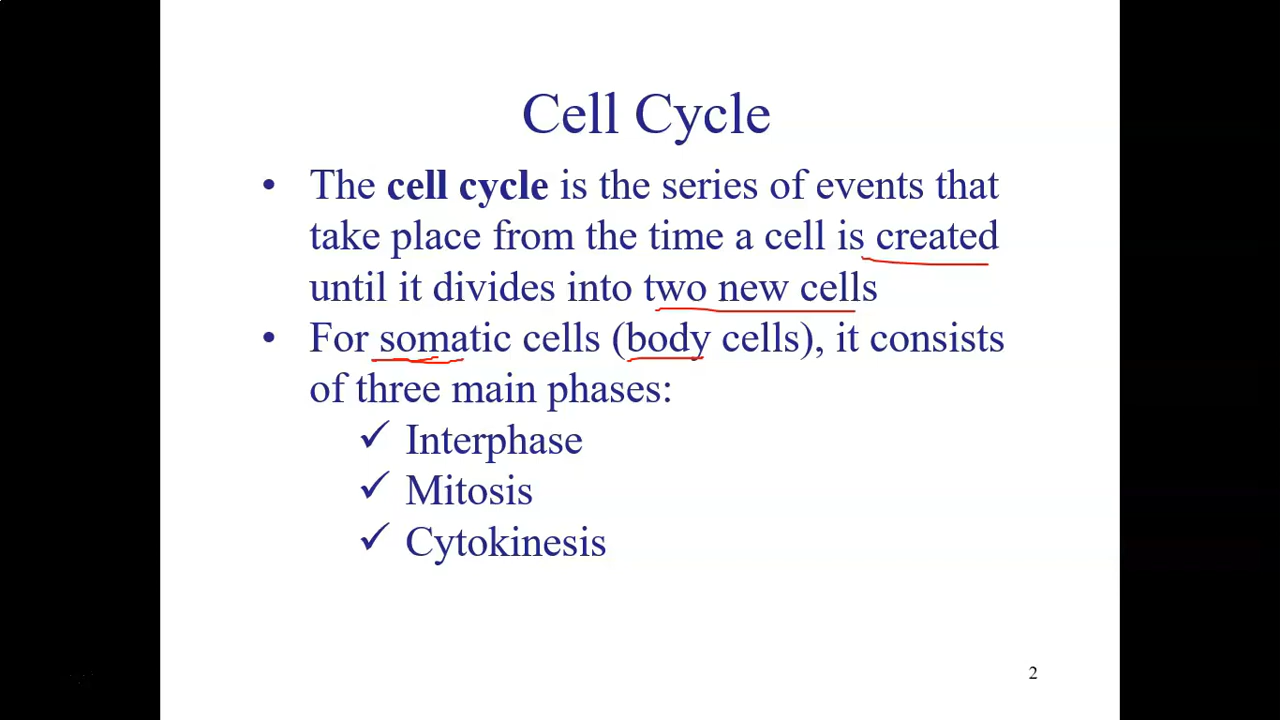 Cell Cycle
• The cell cycle is the series of events that
take place from the time a cell is created
until it divides into two new cells
• For somatic cells (body cells), it consists
of three main phases:
✓ Interphase
✓ Mitosis
✓ Cytokinesis
2